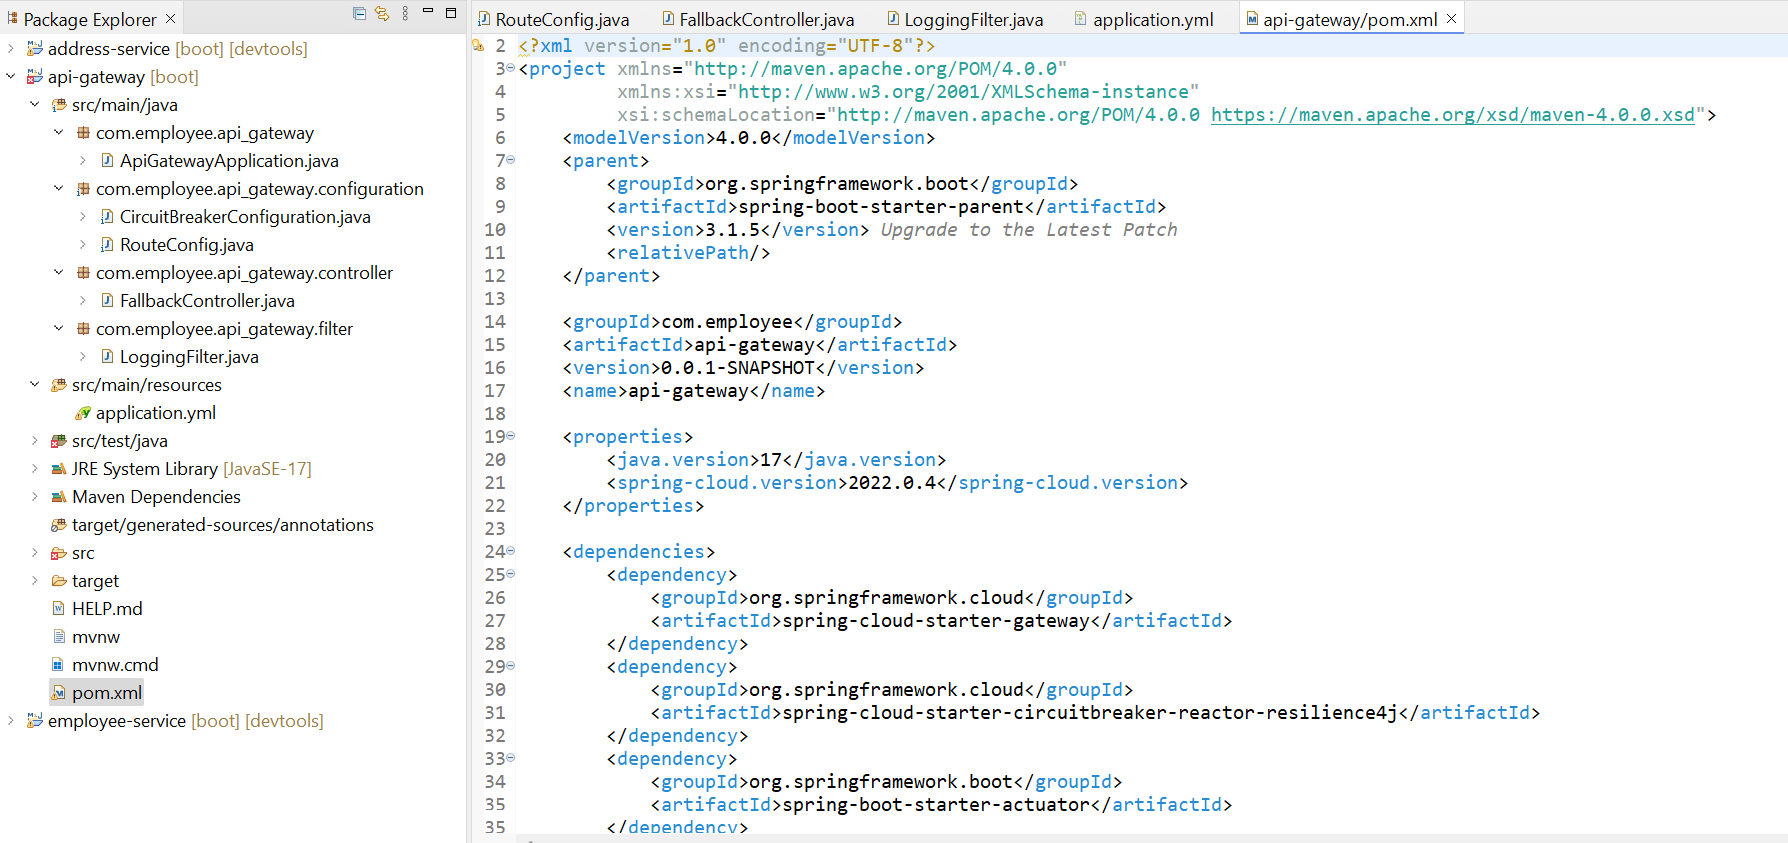 Package Explorer
address-service [boot] [devtools]
api-gateway [boot]
src/main/java
com.employee.api_gateway
ApiGatewayApplication.java
com.employee.api_gateway.configuration
CircuitBreakerConfiguration.java
RouteConfig.java
com.employee.api_gateway.controller
FallbackController.java
com.employee.api_gateway.filter
LoggingFilter.java
src/main/resources
application.yml
src/test/java
JRE System Library [JavaSE-17]
Maven Dependencies
target/generated-sources/annotations
src
target
HELP.md
mvnw
mvnw.cmd
pom.xml
employee-service [boot] [devtools]
RouteConfig.java FallbackController.java LoggingFilter.java application.yml api-gateway/pom.xml
2 <?xml version="1.0" encoding="UTF-8"?>
3 <project xmlns="http://maven.apache.org/POM/4.0.0"
4 xmlns:xsi="http://www.w3.org/2001/XMLSchema-instance"
5 xsi:schemaLocation="http://maven.apache.org/POM/4.0.0 https://maven.apache.org/xsd/maven-4.0.0.xsd">
6 <modelVersion>4.0.0</modelVersion>
7 <parent>
8 <groupId>org.springframework.boot</groupId>
9 <artifactId>spring-boot-starter-parent</artifactId>
10 <version>3.1.5</version> Upgrade to the Latest Patch
11 <relativePath/>
12 </parent>
13
14 <groupId>com.employee</groupId>
15 <artifactId>api-gateway</artifactId>
16 <version>0.0.1-SNAPSHOT</version>
17 <name>api-gateway</name>
18
19 <properties>
20 <java.version>17</java.version>
21 <spring-cloud.version>2022.0.4</spring-cloud.version>
22 </properties>
23
24 <dependencies>
25 <dependency>
26 <groupId>org.springframework.cloud</groupId>
27 <artifactId>spring-cloud-starter-gateway</artifactId>
28 </dependency>
29 <dependency>
30 <groupId>org.springframework.cloud</groupId>
31 <artifactId>spring-cloud-starter-circuitbreaker-reactor-resilience4j</artifactId>
32 </dependency>
33 <dependency>
34 <groupId>org.springframework.boot</groupId>
35 <artifactId>spring-boot-starter-actuator</artifactId>
35 </dependency>